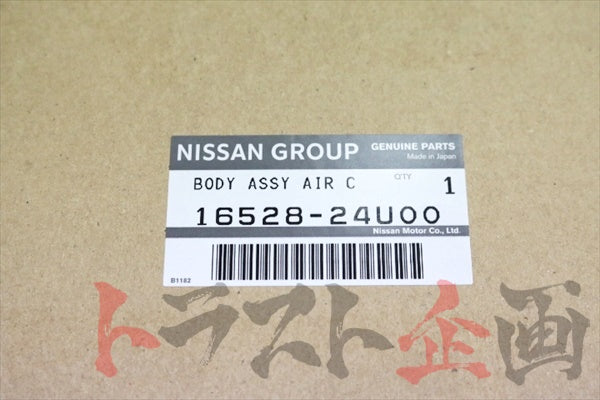 NISSAN GROUP GENUINE PARTS
Made in Japan
BODY ASSY AIR C Q'TY 1
16528-24U00
Nissan Motor Co., Ltd.
B1182
トラスト企画